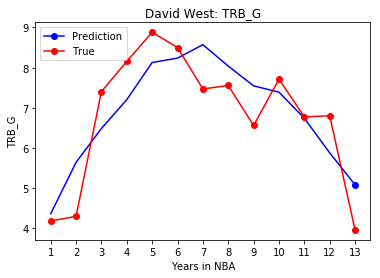 David West: TRB_G
Prediction
True
TRB_G
9
8
7
6
5
4
1 2 3 4 5 6 7 8 9 10 11 12 13
Years in NBA